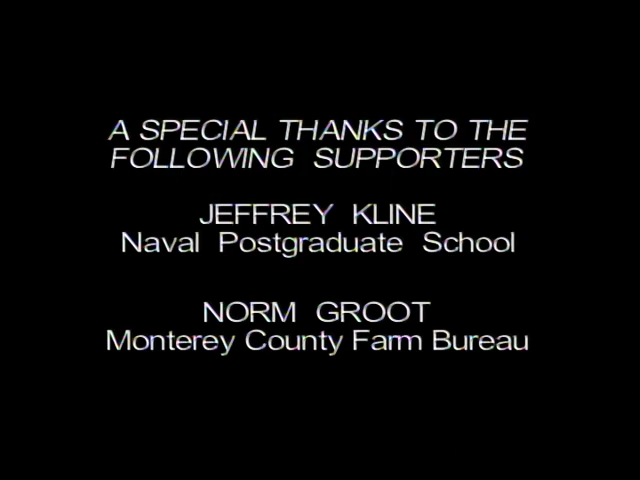 A SPECIAL THANKS TO THE
FOLLOWING SUPPORTERS
JEFFREY KLINE
Naval Postgraduate School
NORM GROOT
Monterey County Farm Bureau